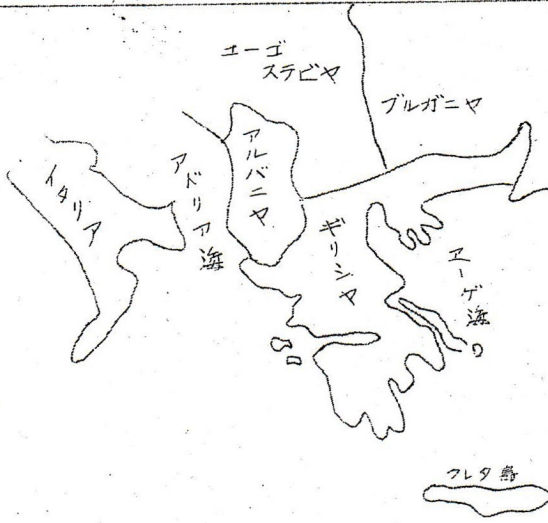 ユーゴ
スラビヤ
ブルガニヤ
アルバニヤ
アドリア海
イタリア
ギリシヤ
エーゲ海
クレタ島